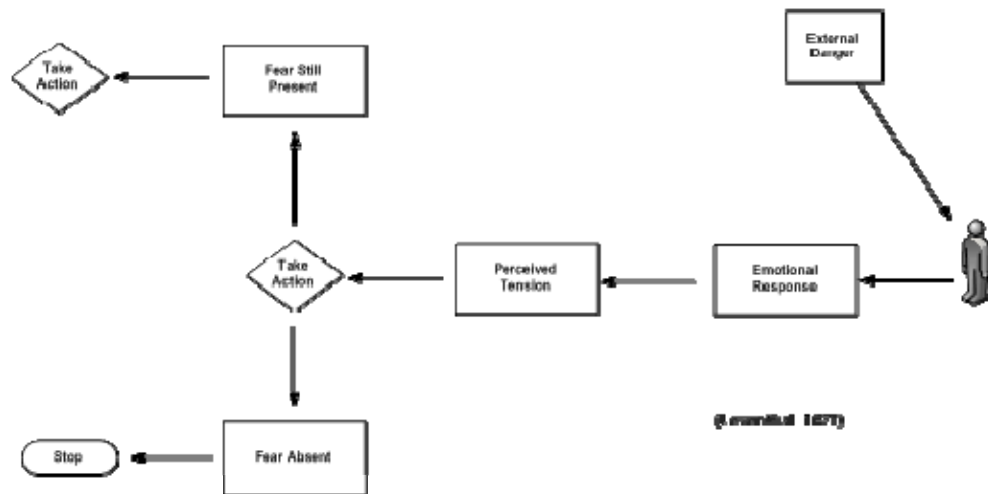 External
Danger
Take
Action
Fear Still
Present
Take
Action
Perceived
Tension
Emotional
Response
Stop
Fear Absent